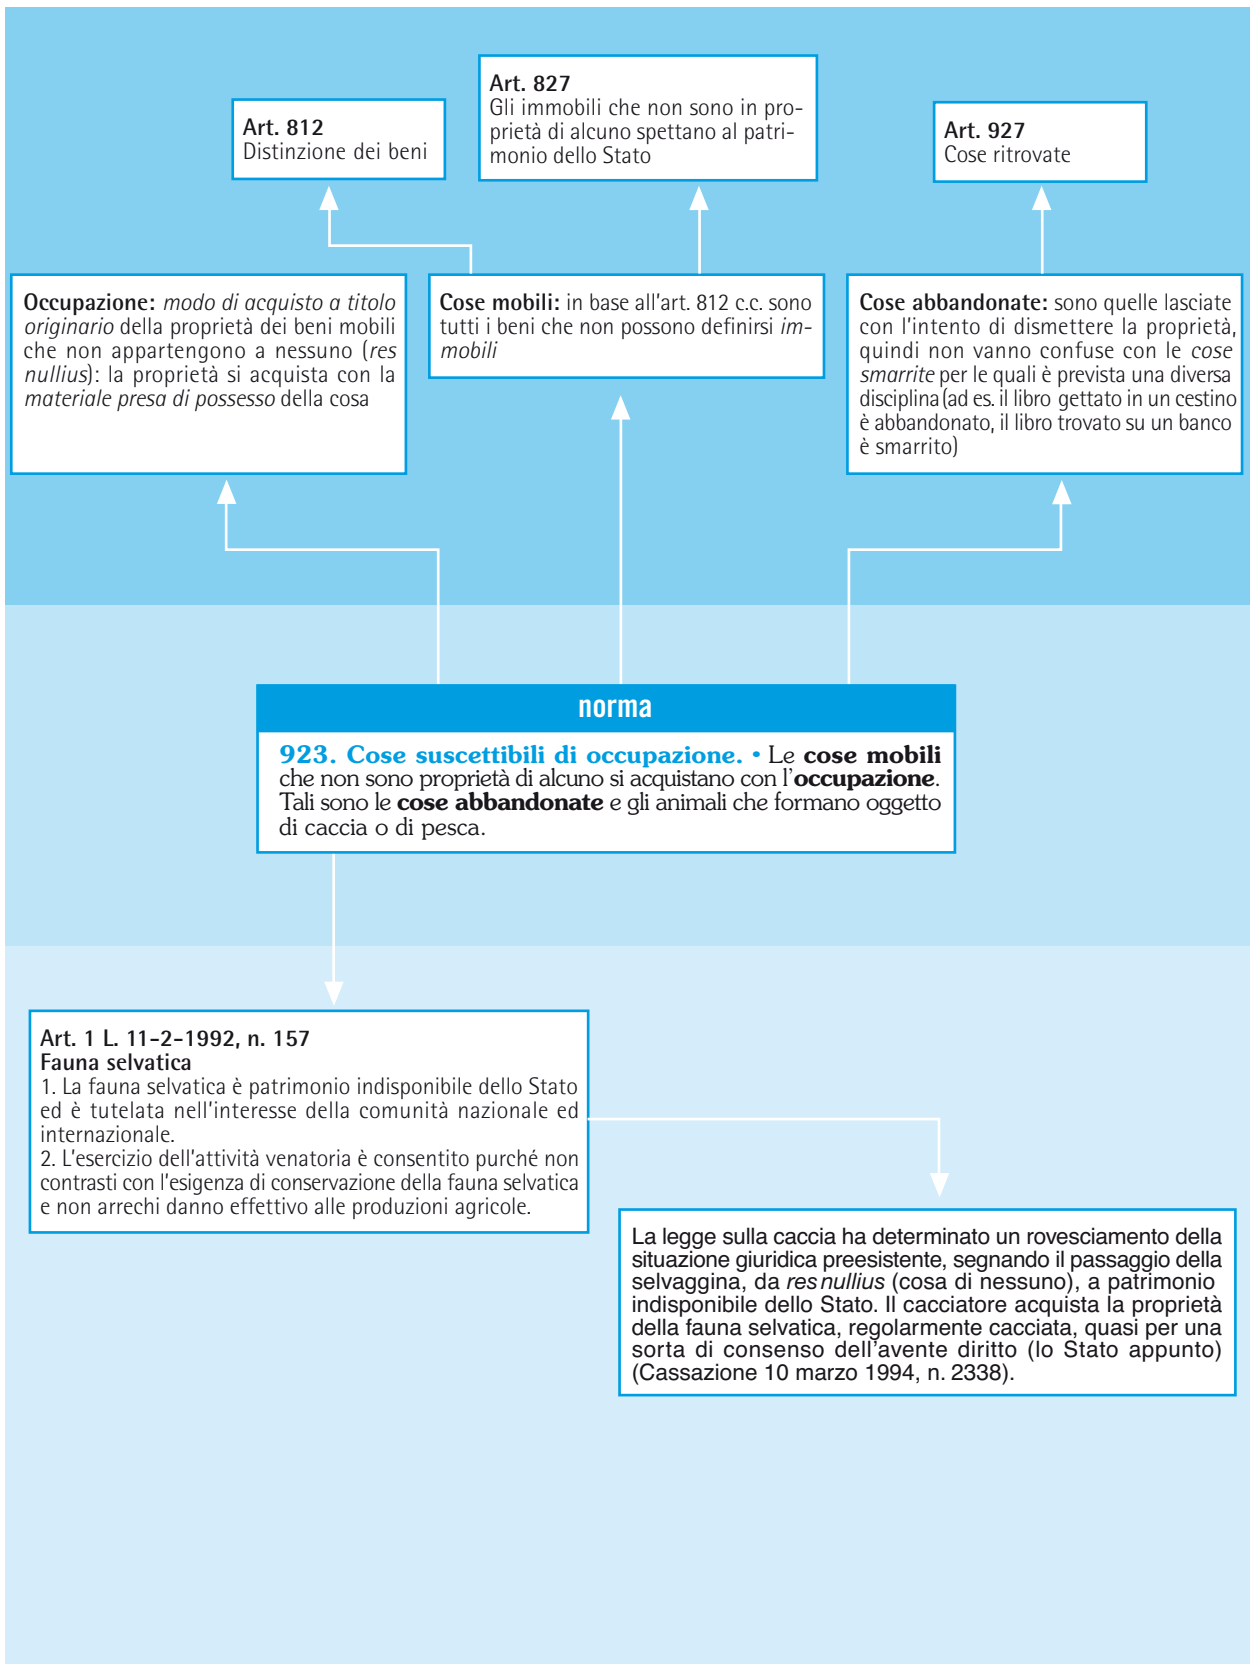 Art. 812
Distinzione dei beni
Art. 827
Gli immobili che non sono in pro-
prietà di alcuno spettano al patri-
monio dello Stato
Art. 927
Cose ritrovate
Occupazione: modo di acquisto a titolo
originario della proprietà dei beni mobili
che non appartengono a nessuno (res
nullius): la proprietà si acquista con la
materiale presa di possesso della cosa
Cose mobili: in base all'art. 812 c.c. sono
tutti i beni che non possono definirsi im-
mobili
Cose abbandonate: sono quelle lasciate
con l'intento di dismettere la proprietà,
quindi non vanno confuse con le cose
smarrite per le quali è prevista una diversa
disciplina (ad es. il libro gettato in un cestino
è abbandonato, il libro trovato su un banco
è smarrito)
norma
923. Cose suscettibili di occupazione. • Le cose mobili
che non sono proprietà di alcuno si acquistano con l'occupazione.
Tali sono le cose abbandonate e gli animali che formano oggetto
di caccia o di pesca.
Art. 1 L. 11-2-1992, n. 157
Fauna selvatica
1. La fauna selvatica è patrimonio indisponibile dello Stato
ed è tutelata nell'interesse della comunità nazionale ed
internazionale.
2. L'esercizio dell'attività venatoria è consentito purché non
contrasti con l'esigenza di conservazione della fauna selvatica
e non arrechi danno effettivo alle produzioni agricole.
La legge sulla caccia ha determinato un rovesciamento della
situazione giuridica preesistente, segnando il passaggio della
selvaggina, da res nullius (cosa di nessuno), a patrimonio
indisponibile dello Stato. Il cacciatore acquista la proprietà
della fauna selvatica, regolarmente cacciata, quasi per una
sorta di consenso dell'avente diritto (lo Stato appunto)
(Cassazione 10 marzo 1994, n. 2338).